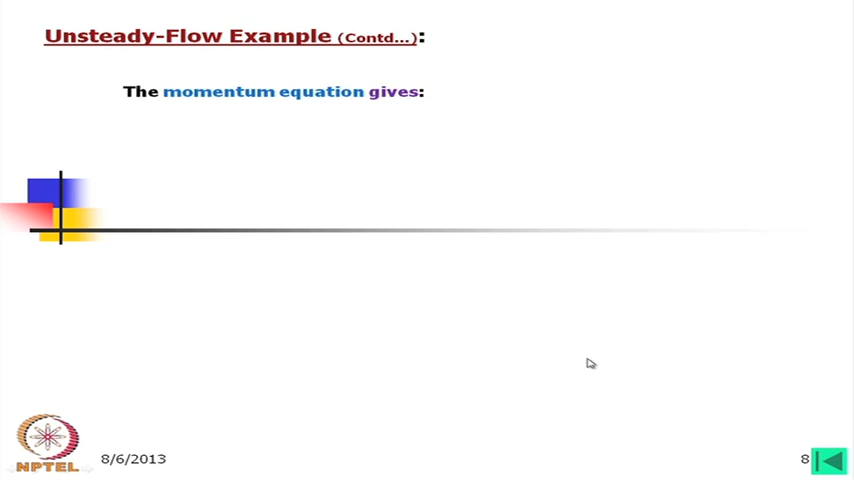 Unsteady-Flow Example (Contd...):
The momentum equation gives:
NPTEL
8/6/2013
8